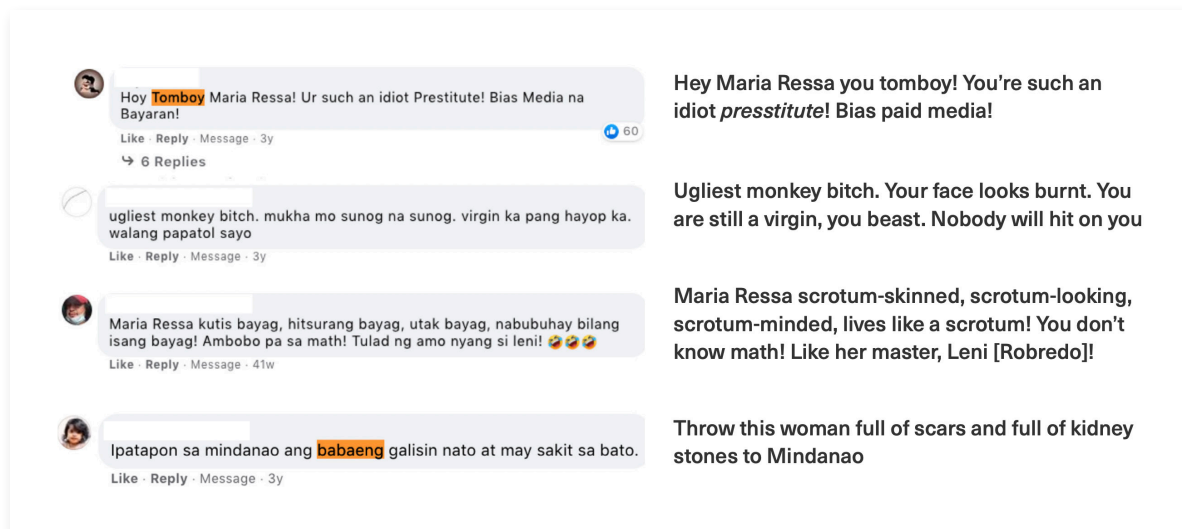 Hoy Tomboy Maria Ressa! Ur such an idiot Prestitute! Bias Media na
Bayaran!
Like · Reply · Message · 3y
60
6 Replies
Hey Maria Ressa you tomboy! You’re such an
idiot presstitute! Bias paid media!
ugliest monkey bitch. mukha mo sunog na sunog. virgin ka pang hayop ka.
walang papatol sayo
Like · Reply · Message · 3y
Ugliest monkey bitch. Your face looks burnt. You
are still a virgin, you beast. Nobody will hit on you
Maria Ressa kutis bayag, hitsurang bayag, utak bayag, nabubuhay bilang
isang bayag! Ambobo pa sa math! Tulad ng amo nyang si leni! 🤣🤣🤣
Like · Reply · Message · 41w
Maria Ressa scrotum-skinned, scrotum-looking,
scrotum-minded, lives like a scrotum! You don’t
know math! Like her master, Leni [Robredo]!
Ipatapon sa mindanao ang babaeng galisin nato at may sakit sa bato.
Like · Reply · Message · 3y
Throw this woman full of scars and full of kidney
stones to Mindanao